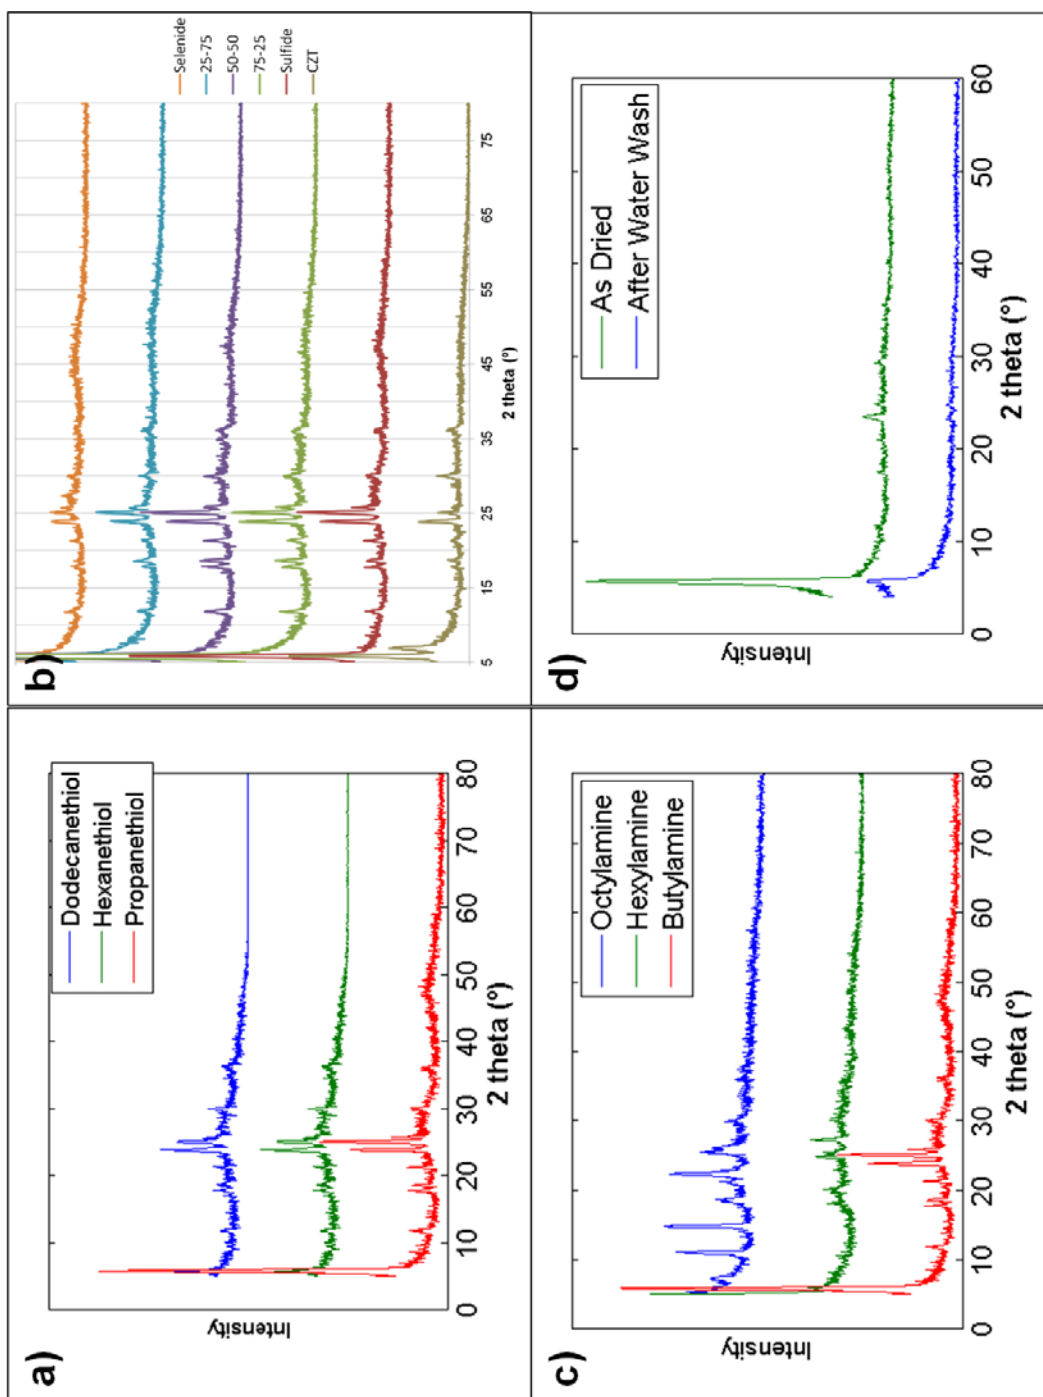 a)
Intensity
Dodecanethiol
Hexanethiol
Propanethiol
0 10 20 30 40 50 60 70 80
2 theta (°)
b)
Selenide
25-75
50-50
75-25
Sulfide
CZT
5 15 25 35 45 55 65 75
2 theta (°)
c)
Intensity
Octylamine
Hexylamine
Butylamine
0 10 20 30 40 50 60 70 80
2 theta (°)
d)
Intensity
As Dried
After Water Wash
0 10 20 30 40 50 60
2 theta (°)